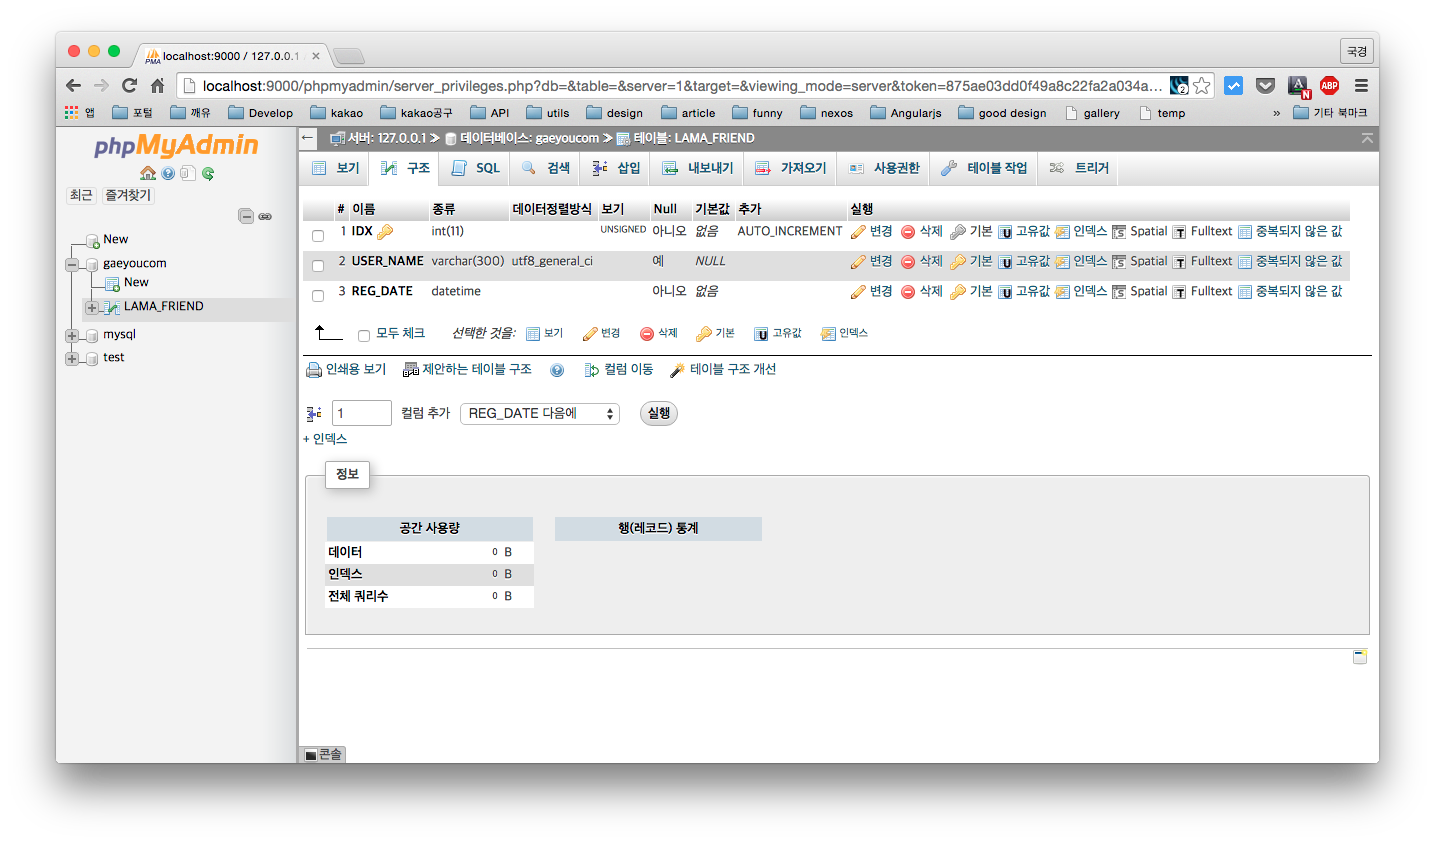 localhost:9000 / 127.0.0.1
국경
localhost:9000/phpmyadmin/server_privileges.php?db=&table=&server=1&target=&viewing_mode=server&token=875ae03dd0f49a8c22fa2a034a...
2
N
ABP
앱 포털 깨유 Develop kakao kakao공구 API utils design article funny nexos Angularjs good design gallery temp » 기타 북마크
phpMyAdmin
최근 즐겨찾기
New
gaeyoucom
New
LAMA_FRIEND
mysql
test
서버: 127.0.0.1 » 데이터베이스: gaeyoucom » 테이블: LAMA_FRIEND
보기 구조 SQL 검색 삽입 내보내기 가져오기 사용권한 테이블 작업 트리거
# 이름 종류 데이터정렬방식 보기 Null 기본값 추가 실행
1 IDX int(11) UNSIGNED 아니오 없음 AUTO_INCREMENT 변경 삭제 기본 고유값 인덱스 Spatial Fulltext 중복되지 않은 값
2 USER_NAME varchar(300) utf8_general_ci 예 NULL 변경 삭제 기본 고유값 인덱스 Spatial Fulltext 중복되지 않은 값
3 REG_DATE datetime 아니오 없음 변경 삭제 기본 고유값 인덱스 Spatial Fulltext 중복되지 않은 값
모두 체크 선택한 것을: 보기 변경 삭제 기본 고유값 인덱스
인쇄용 보기 제안하는 테이블 구조 컬럼 이동 테이블 구조 개선
1 컬럼 추가 REG_DATE 다음에 실행
+ 인덱스
정보
공간 사용량
데이터 0 B
인덱스 0 B
전체 쿼리수 0 B
행(레코드) 통계
콘솔